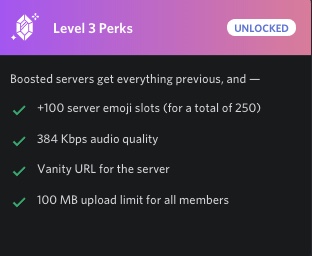 Level 3 Perks UNLOCKED
Boosted servers get everything previous, and —
+100 server emoji slots (for a total of 250)
384 Kbps audio quality
Vanity URL for the server
100 MB upload limit for all members